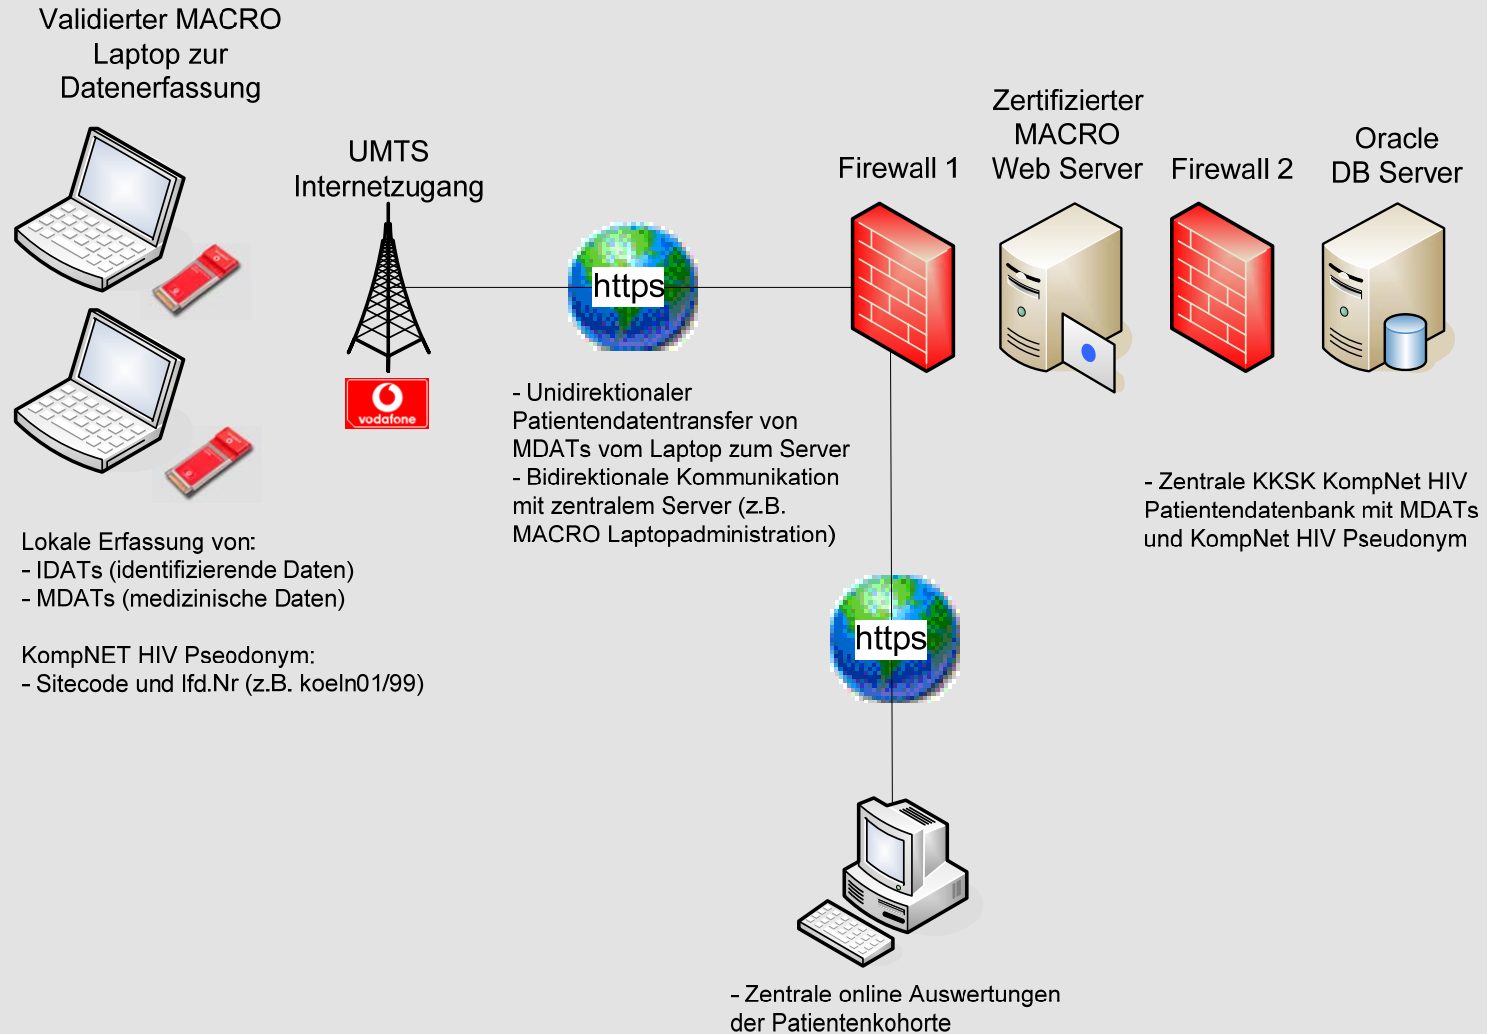 Validierter MACRO
Laptop zur
Datenerfassung
UMTS
Internetzugang
vodafone
https
Firewall 1
Zertifizierter
MACRO
Web Server
Firewall 2
Oracle
DB Server
Lokale Erfassung von:
- IDATs (identifizierende Daten)
- MDATs (medizinische Daten)
KompNET HIV Pseodonym:
- Sitecode und lfd.Nr (z.B. koeln01/99)
- Unidirektionaler
Patientendatentransfer von
MDATs vom Laptop zum Server
- Bidirektionale Kommunikation
mit zentralem Server (z.B.
MACRO Laptopadministration)
- Zentrale KKSK KompNet HIV
Patientendatenbank mit MDATs
und KompNet HIV Pseudonym
https
- Zentrale online Auswertungen
der Patientenkohorte